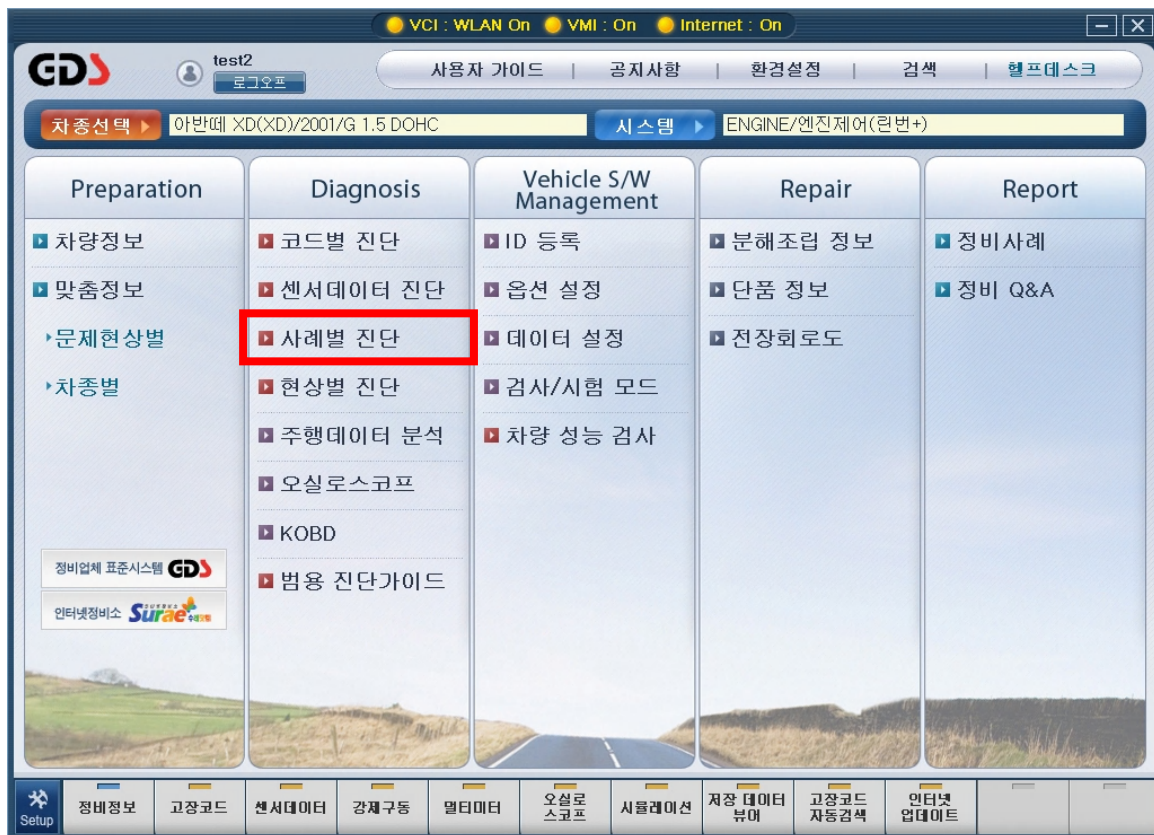 VCI : WLAN On VMI : On Internet : On
GDS
test2
로그오프
사용자 가이드 | 공지사항 | 환경설정 | 검색 | 헬프데스크
차종선택 아반떼 XD(XD)/2001/G 1.5 DOHC 시스템 ENGINE/엔진제어(린번+)
Preparation
차량정보
맞춤정보
문제현상별
차종별
정비업체 표준시스템 GDS
인터넷정비소 Surae
Diagnosis
코드별 진단
센서데이터 진단
사례별 진단
현상별 진단
주행데이터 분석
오실로스코프
KOBD
범용 진단가이드
Vehicle S/W
Management
ID 등록
옵션 설정
데이터 설정
검사/시험 모드
차량 성능 검사
Repair
분해조립 정보
단품 정보
전장회로도
Report
정비사례
정비 Q&A
Setup
정비정보
고장코드
센서데이터
강제구동
멀티미터
오실로
스코프
시뮬레이션
저장 데이터
뷰어
고장코드
자동검색
인터넷
업데이트